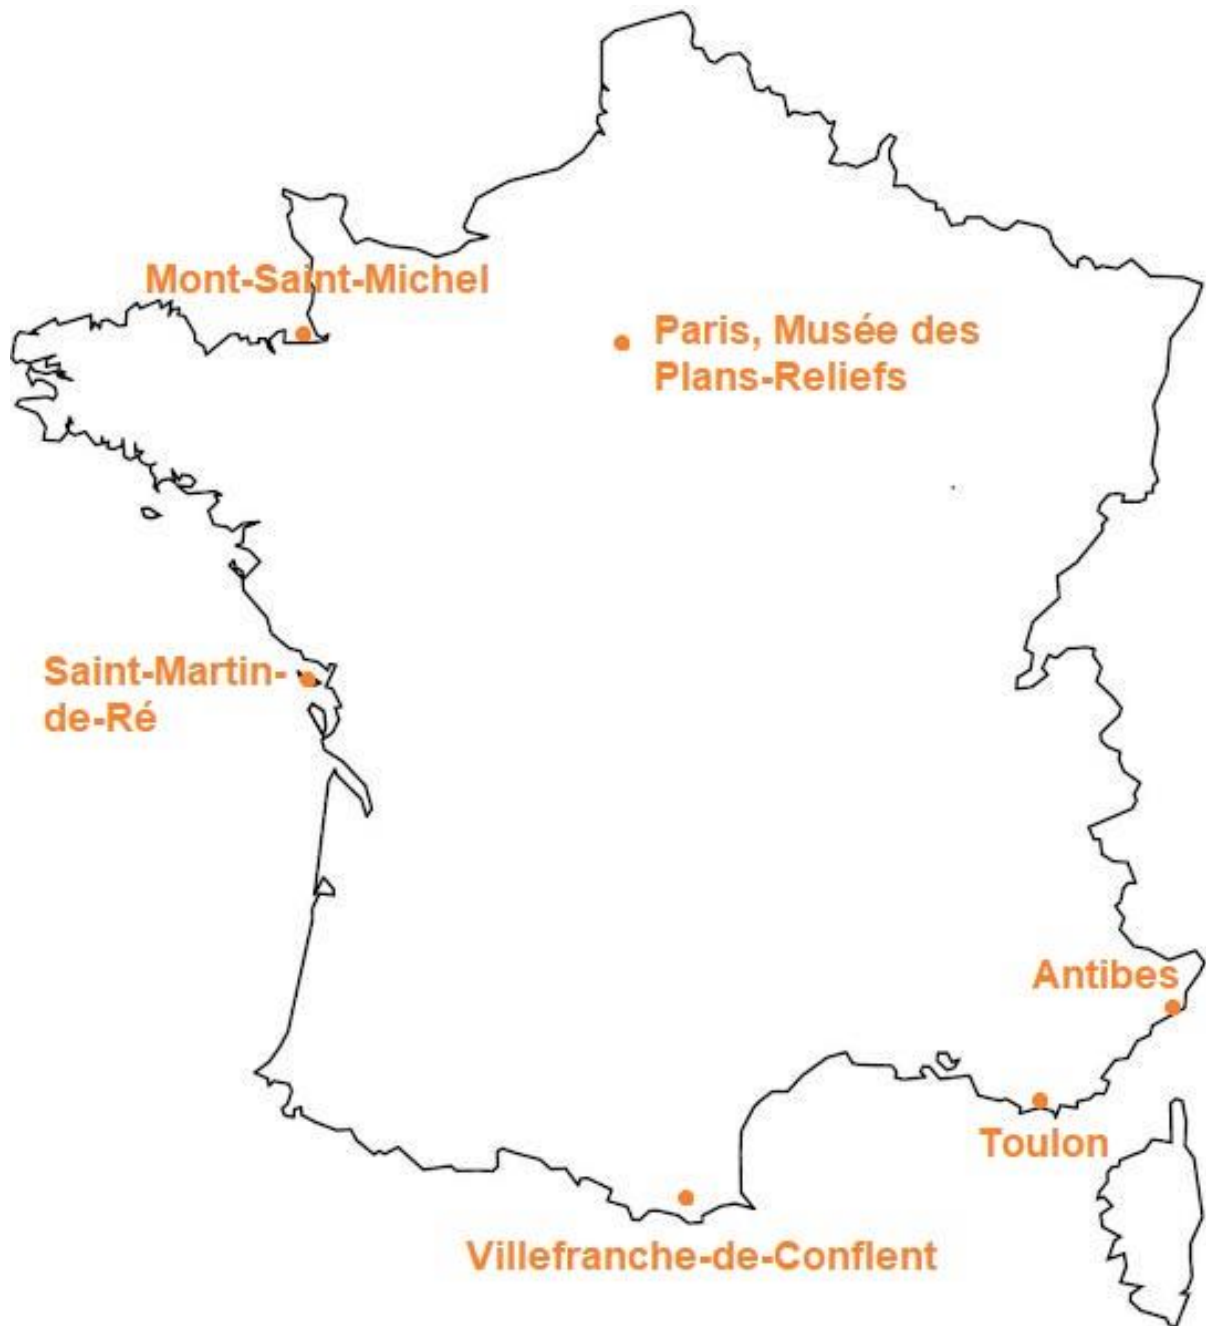 Mont-Saint-Michel
Paris, Musée des
Plans-Reliefs
Saint-Martin-
de-Ré
Antibes
Toulon
Villefranche-de-Conflent